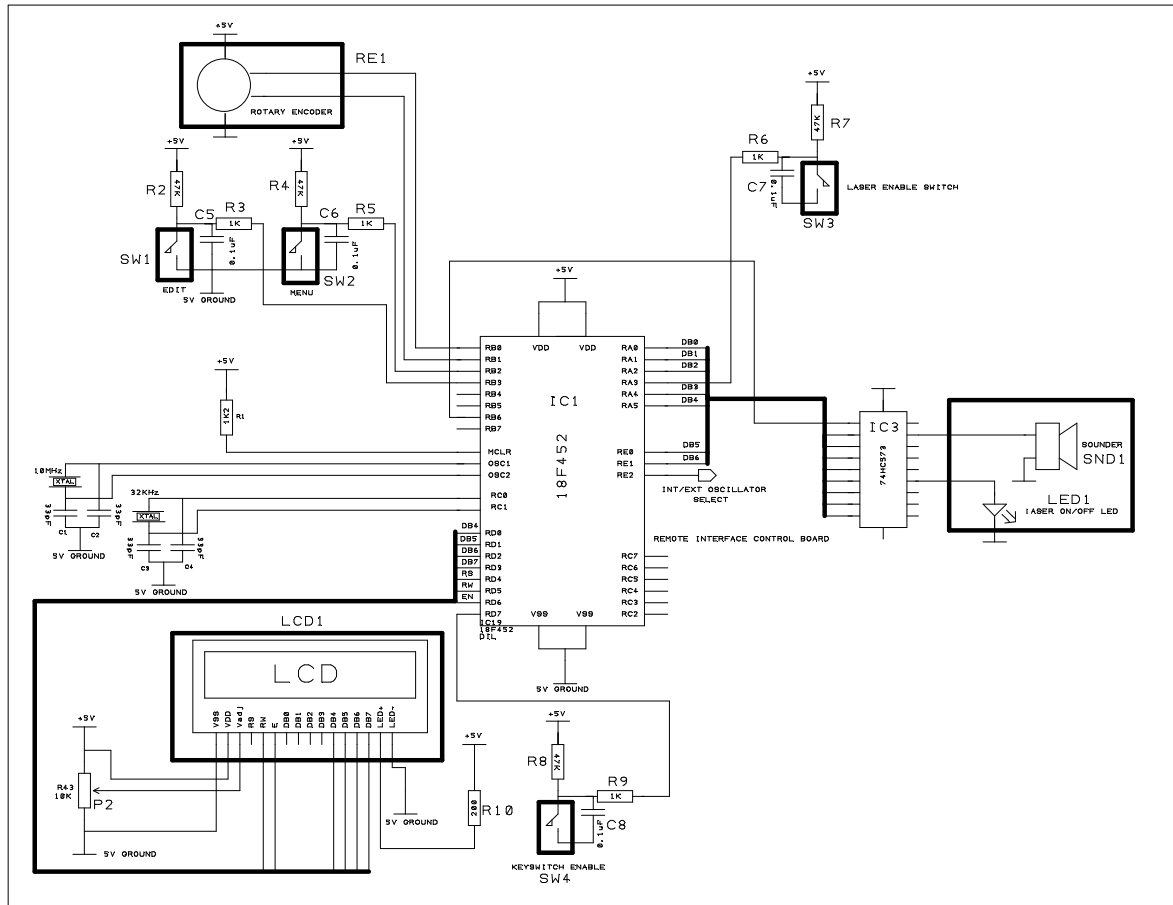 +5V
RE1
ROTARY ENCODER
+5V
+5V
R2
47K
R4
47K
C5
R3
1K
C6
R5
1K
0.1uF
0.1uF
SW1
EDIT
SW2
MENU
5V GROUND
+5V
R7
47K
R6
1K
C7
0.1uF
LASER ENABLE SWITCH
SW3
+5V
VDD
VDD
RB0
RB1
RB2
RB3
RB4
RB5
RB6
RB7
MCLR
OSC1
OSC2
RC0
RC1
RD0
RD1
RD2
RD3
RD4
RD5
RD6
RD7
IC1
18F452
RA0
RA1
RA2
RA3
RA4
RA5
RE0
RE1
RE2
RC7
RC6
RC5
RC4
RC3
RC2
VSS
VSS
IC19
18F452
DIL
5V GROUND
DB0
DB1
DB2
DB3
DB4
DB5
DB6
INT/EXT OSCILLATOR
SELECT
REMOTE INTERFACE CONTROL BOARD
IC3
74HC573
SOUNDER
SND1
LED1
LASER ON/OFF LED
+5V
R1
1K2
10MHz
XTAL
33pF
33pF
C1
C2
5V GROUND
32KHz
XTAL
33pF
33pF
C3
C4
5V GROUND
DB4
DB5
DB6
DB7
RS
RW
EN
LCD1
LCD
VSS
VDD
Vadj
RS
RW
E
DB0
DB1
DB2
DB3
DB4
DB5
DB6
DB7
LED+
LED-
+5V
R43
10K
P2
5V GROUND
5V GROUND
+5V
R10
200
+5V
R8
47K
R9
1K
C8
0.1uF
KEYSWITCH ENABLE
SW4